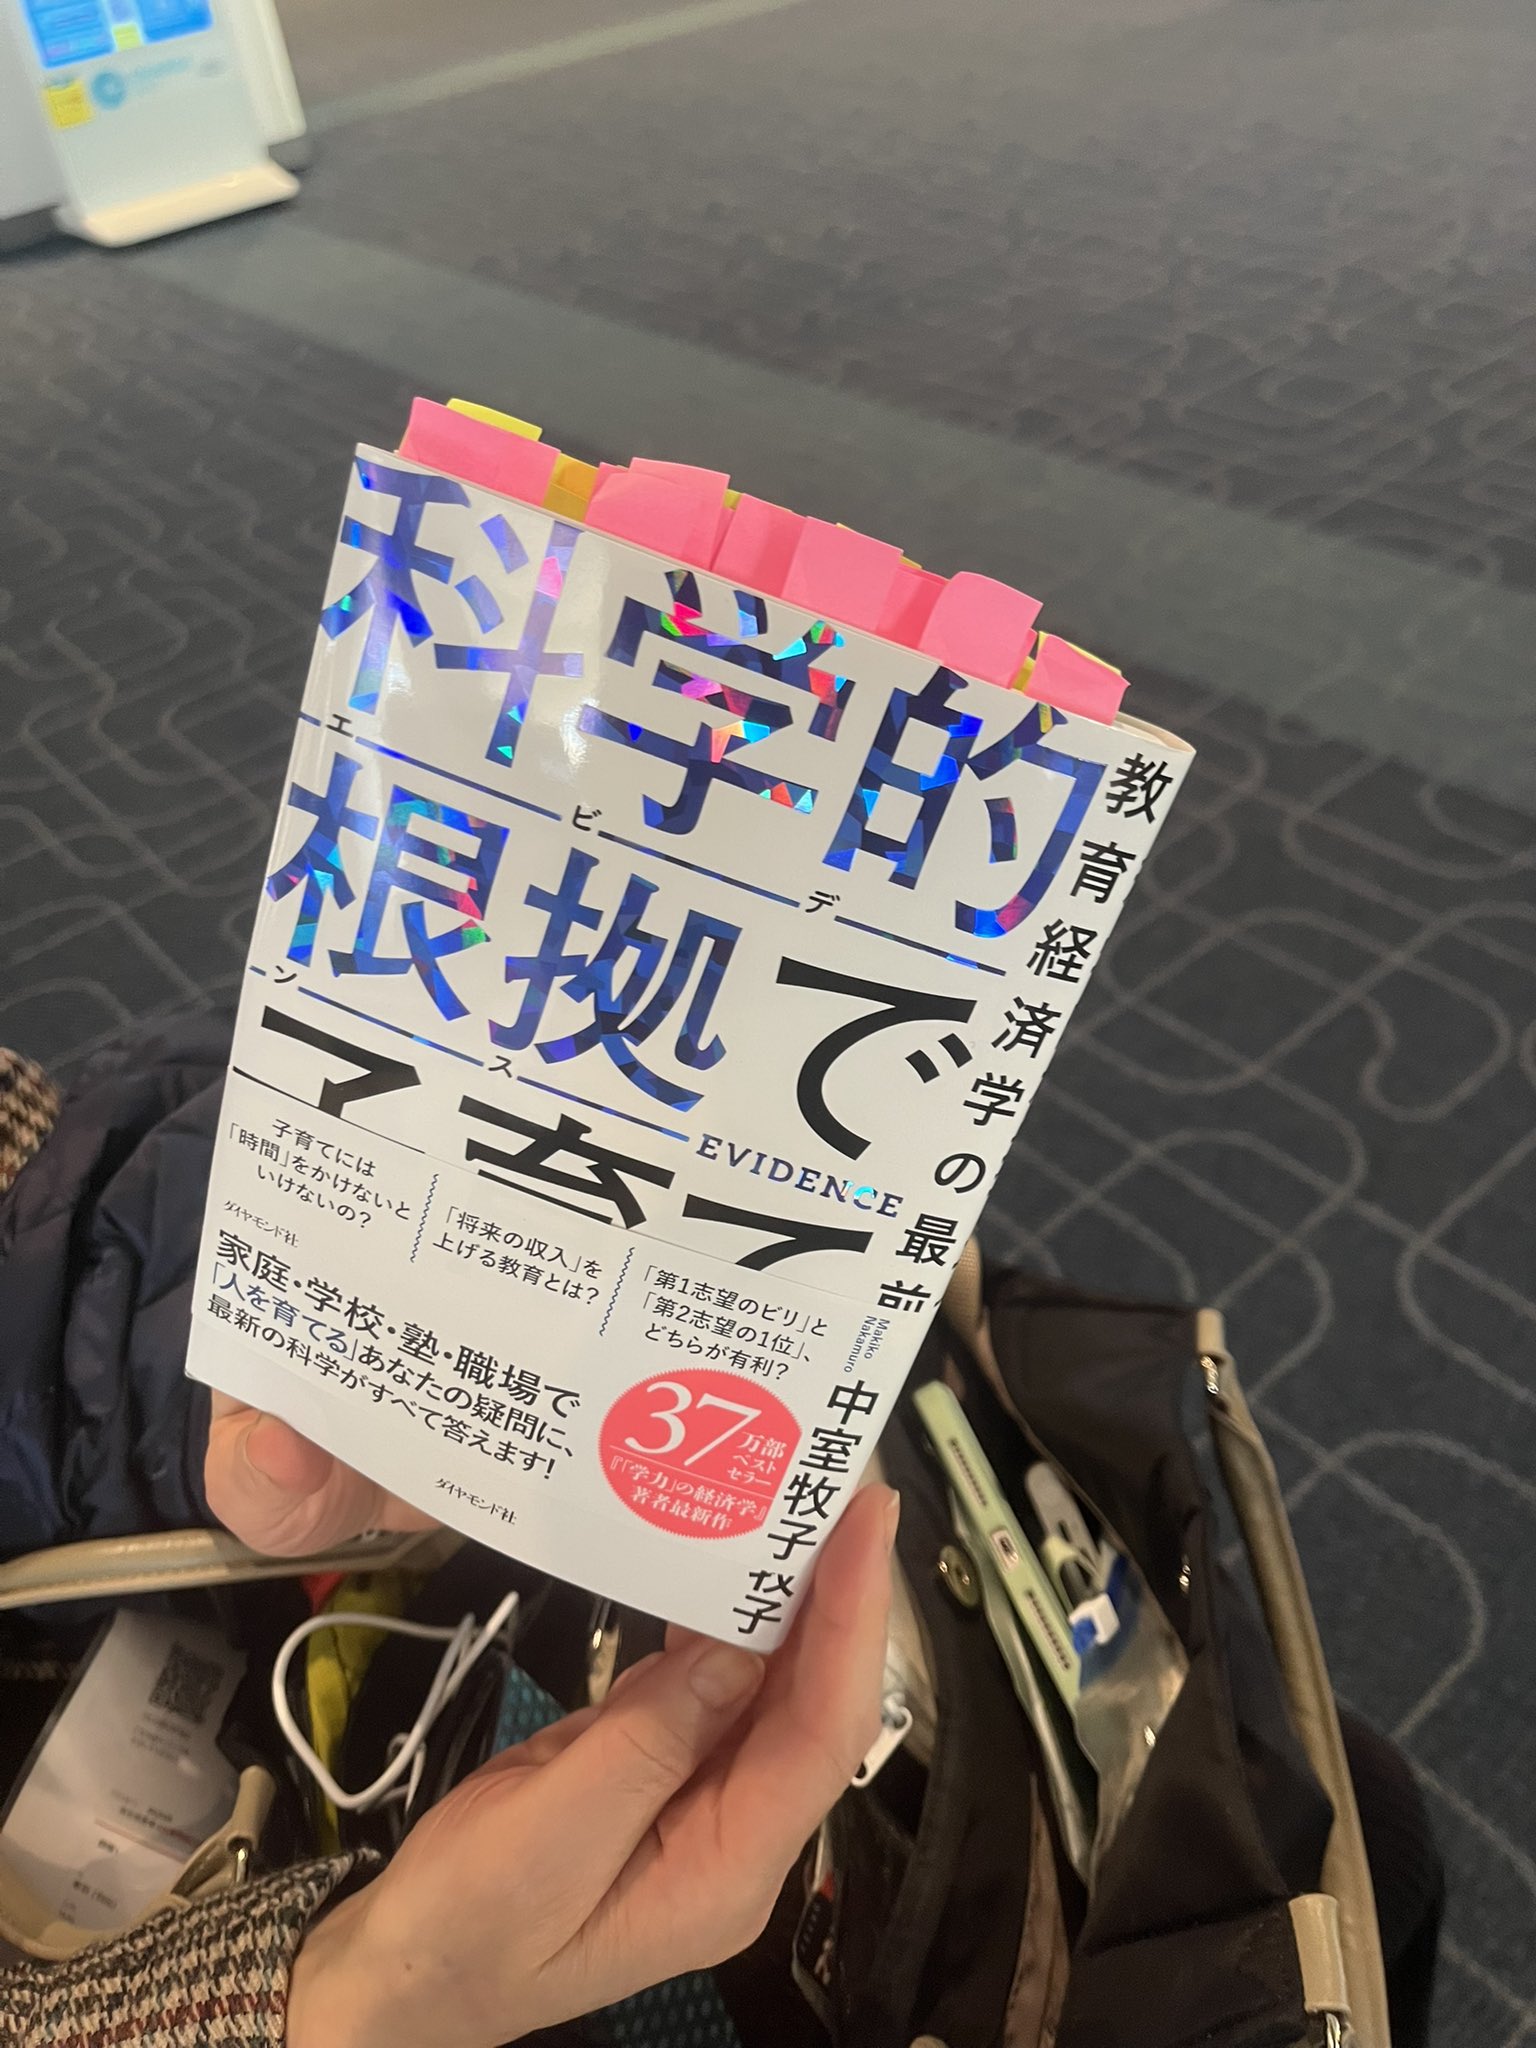 科学的
エビデ
根拠で
ンス
EVIDENCE
教育経済学の最前
Makiko
Nakamuro
中室牧子
子育てには
「時間」をかけないと
いけないの？
「将来の収入」を
上げる教育とは？
「第1志望のビリ」と
「第2志望の1位」、
どちらが有利？
ダイヤモンド社
家庭・学校・塾・職場で
「人を育てる」あなたの疑問に、
最新の科学がすべて答えます！
37万部
ベスト
セラー
『「学力」の経済学』
著者最新作
ダイヤモンド社